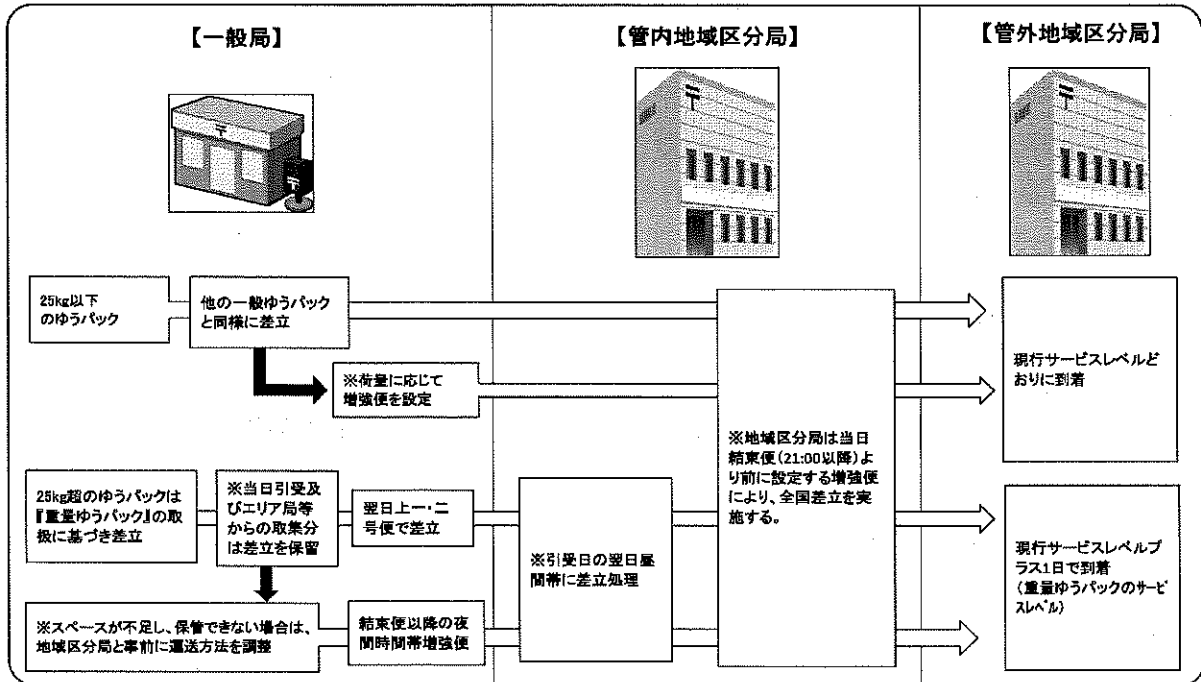 【一般局】
【管内地域区分局】
【管外地域区分局】
〒
〒
〒
〒
25kg以下
のゆうパック
他の一般ゆうパック
と同様に差立
※荷量に応じて
増強便を設定
25kg超のゆうパックは
『重量ゆうパック』の取
扱に基づき差立
※当日引受及
びエリア局等
からの取集分
は差立を保留
翌日上一・二
号便で差立
※スペースが不足し、保管できない場合は、
地域区分局と事前に運送方法を調整
結束便以降の夜
間時間帯増強便
※引受日の翌日昼
間帯に差立処理
※地域区分局は当日
結束便(21:00以降)よ
り前に設定する増強便
により、全国差立を実
施する。
現行サービスレベルど
おりに到着
現行サービスレベルプ
ラス1日で到着
(重量ゆうパックのサービ
スレベル)